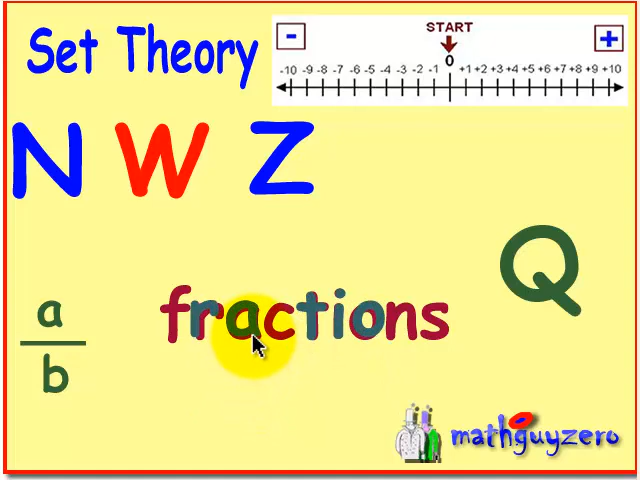 Set Theory
- START +
0
-10 -9 -8 -7 -6 -5 -4 -3 -2 -1 +1 +2 +3 +4 +5 +6 +7 +8 +9 +10
N W Z
Q
a
b
fractions
mathguyzero